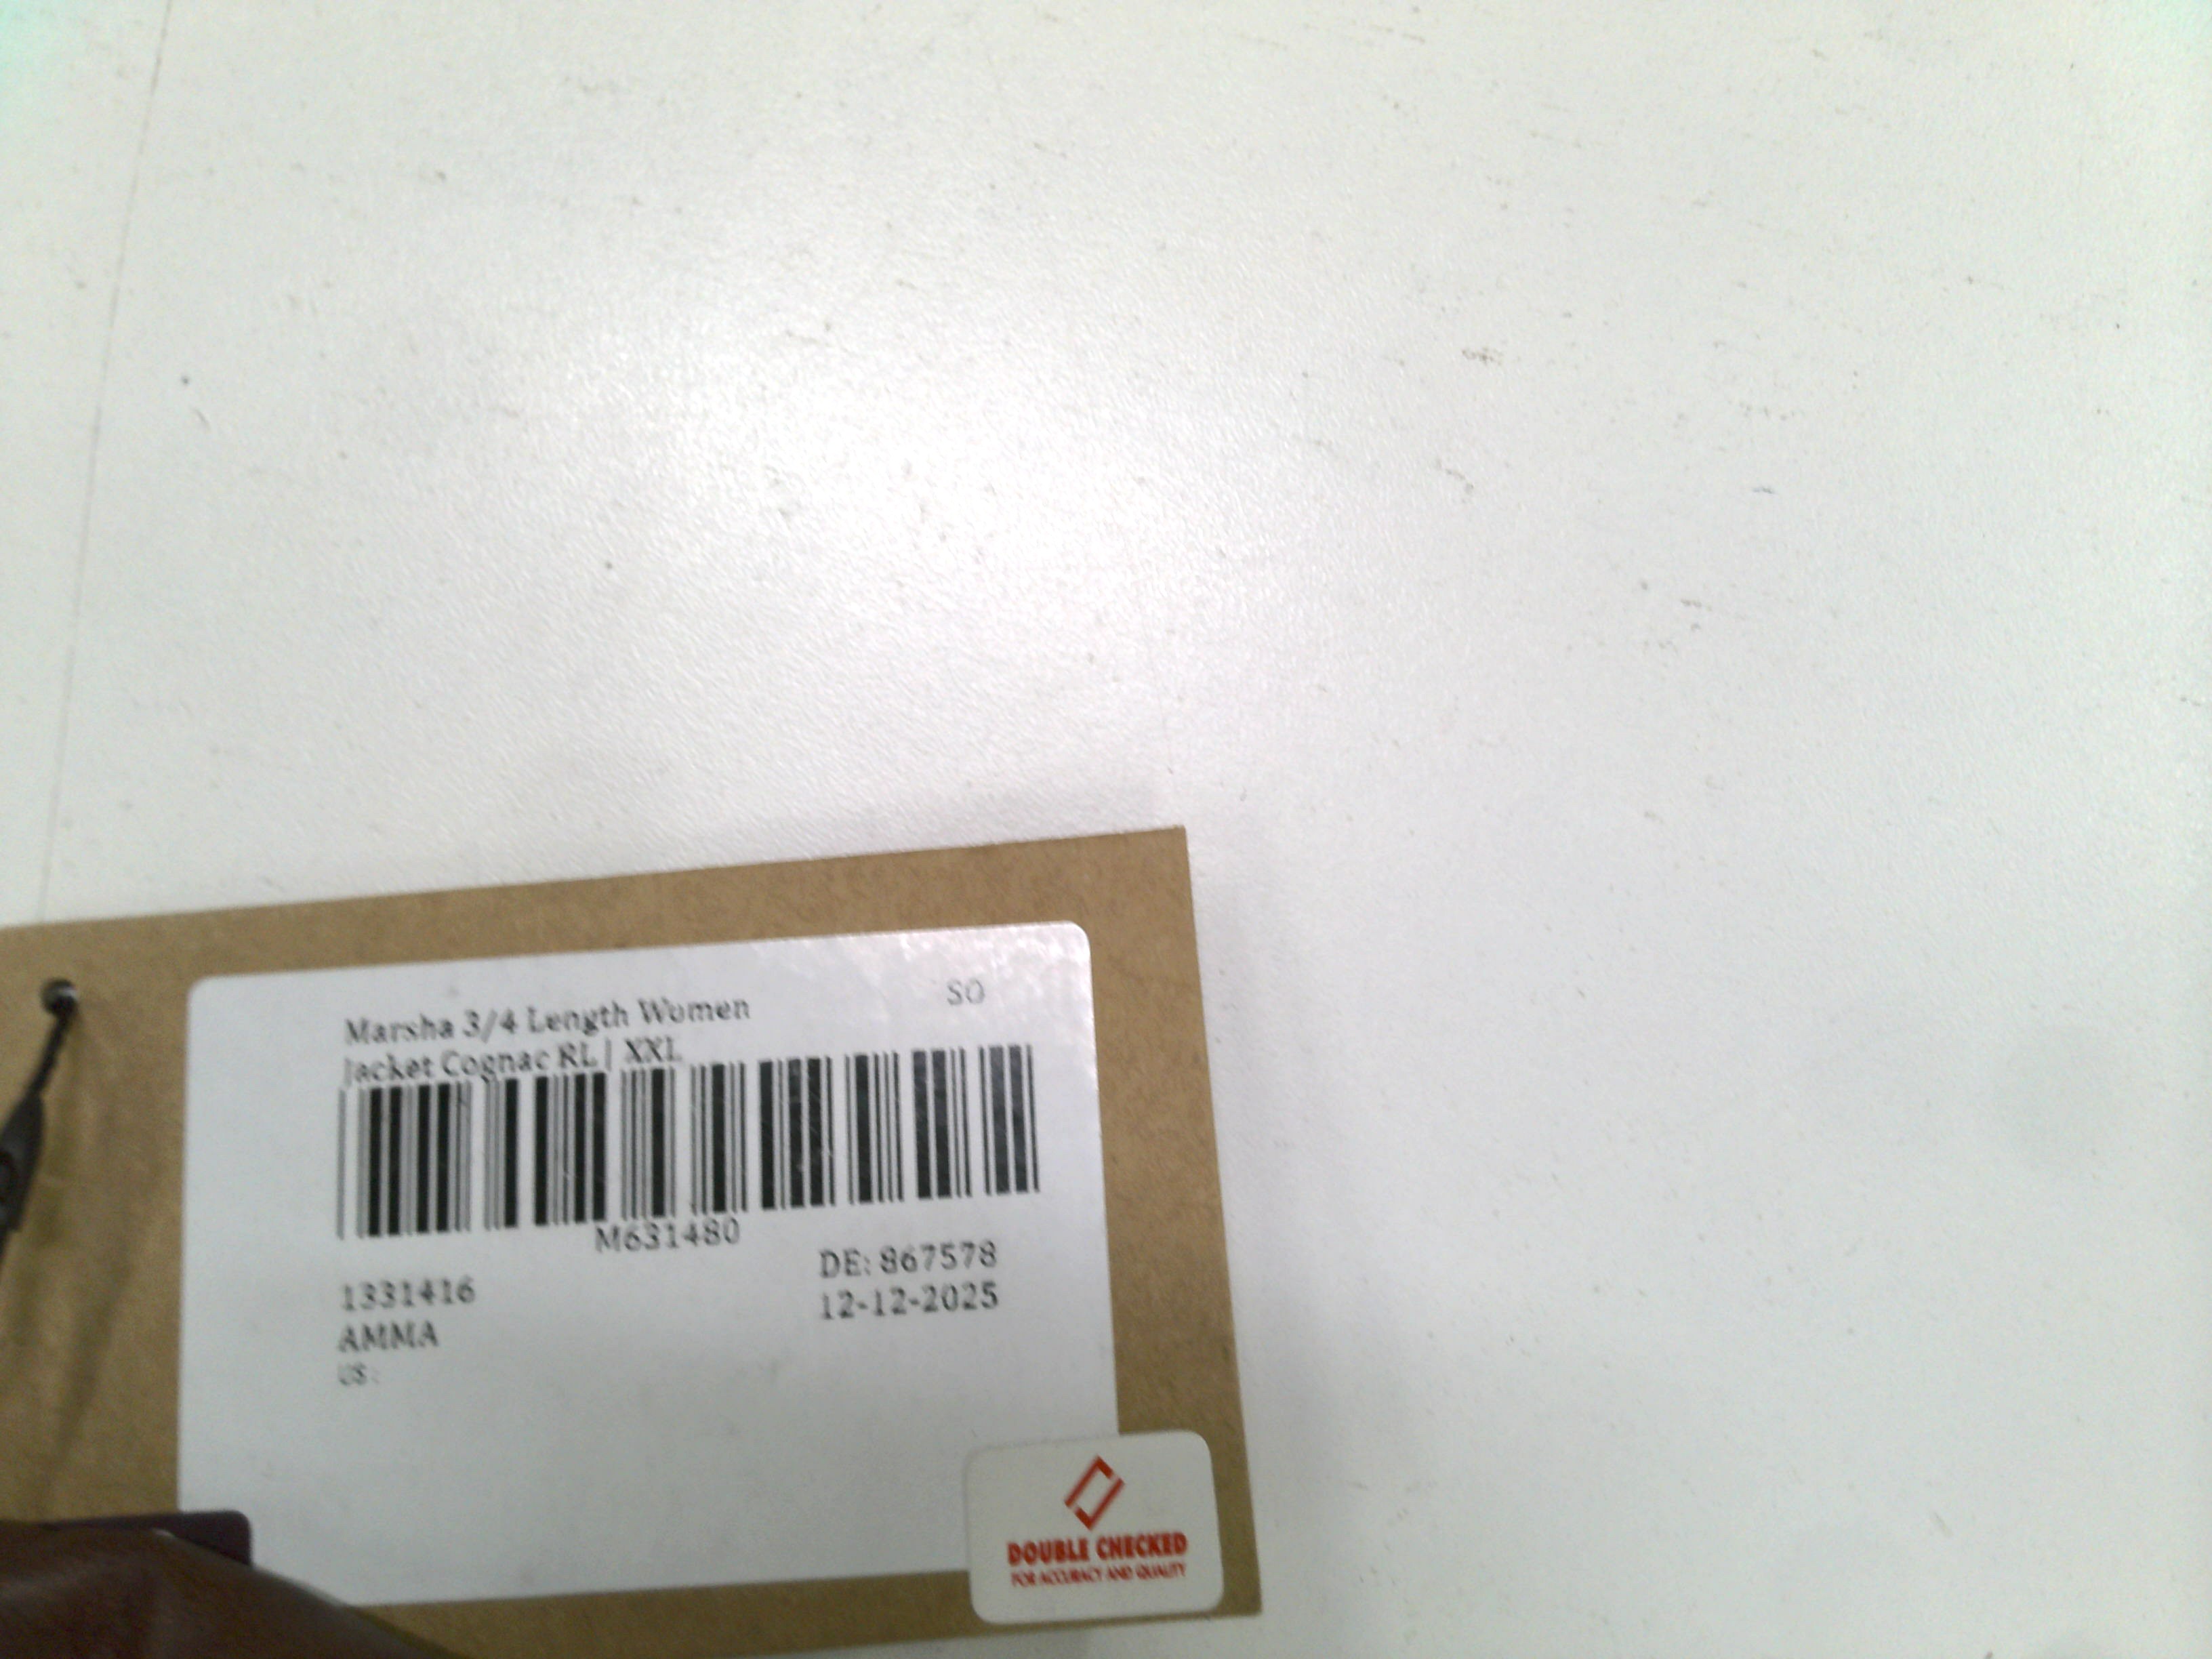 Marsha 3/4 Length Women
Jacket Cognac RL | XXL
SO
M631480
DE: 867578
1331416
12-12-2025
AMMA
US:
DOUBLE CHECKED
FOR ACCURACY AND QUALITY